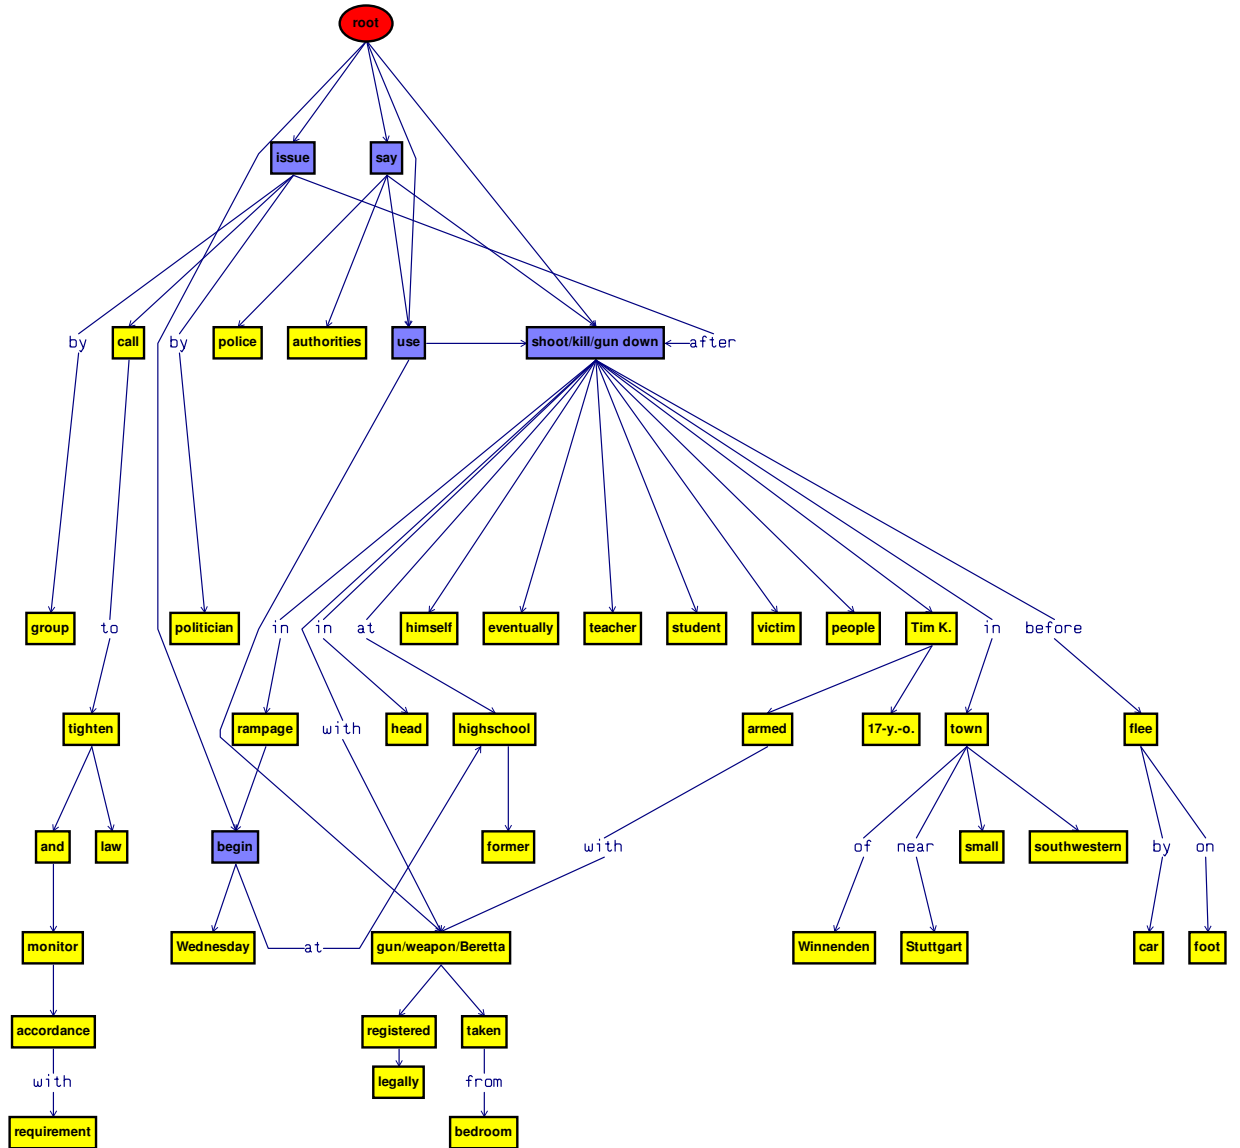 root
issue
say
by
call
by
police
authorities
use
shoot/kill/gun down
after
group
to
politician
in
in
at
himself
eventually
teacher
student
victim
people
Tim K.
in
before
tighten
rampage
with
head
highschool
armed
17-y.-o.
town
flee
and
law
begin
former
with
of
near
small
southwestern
by
on
monitor
Wednesday
at
gun/weapon/Beretta
Winnenden
Stuttgart
car
foot
accordance
registered
taken
with
legally
from
requirement
bedroom